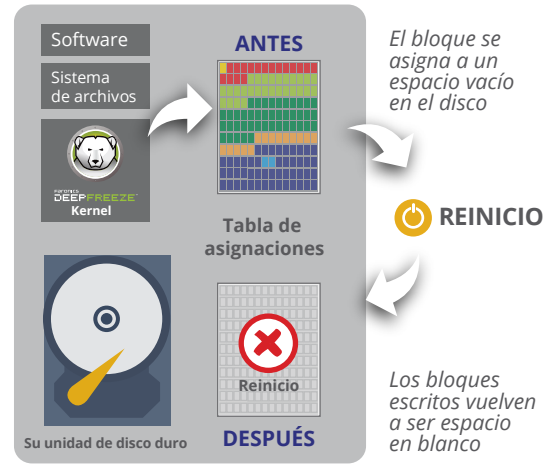 Software
Sistema
de archivos
FARONICS
DEEPFREEZE™
Kernel
ANTES
Tabla de
asignaciones
El bloque se
asigna a un
espacio vacío
en el disco
REINICIO
Su unidad de disco duro
Reinicio
DESPUÉS
Los bloques
escritos vuelven
a ser espacio
en blanco